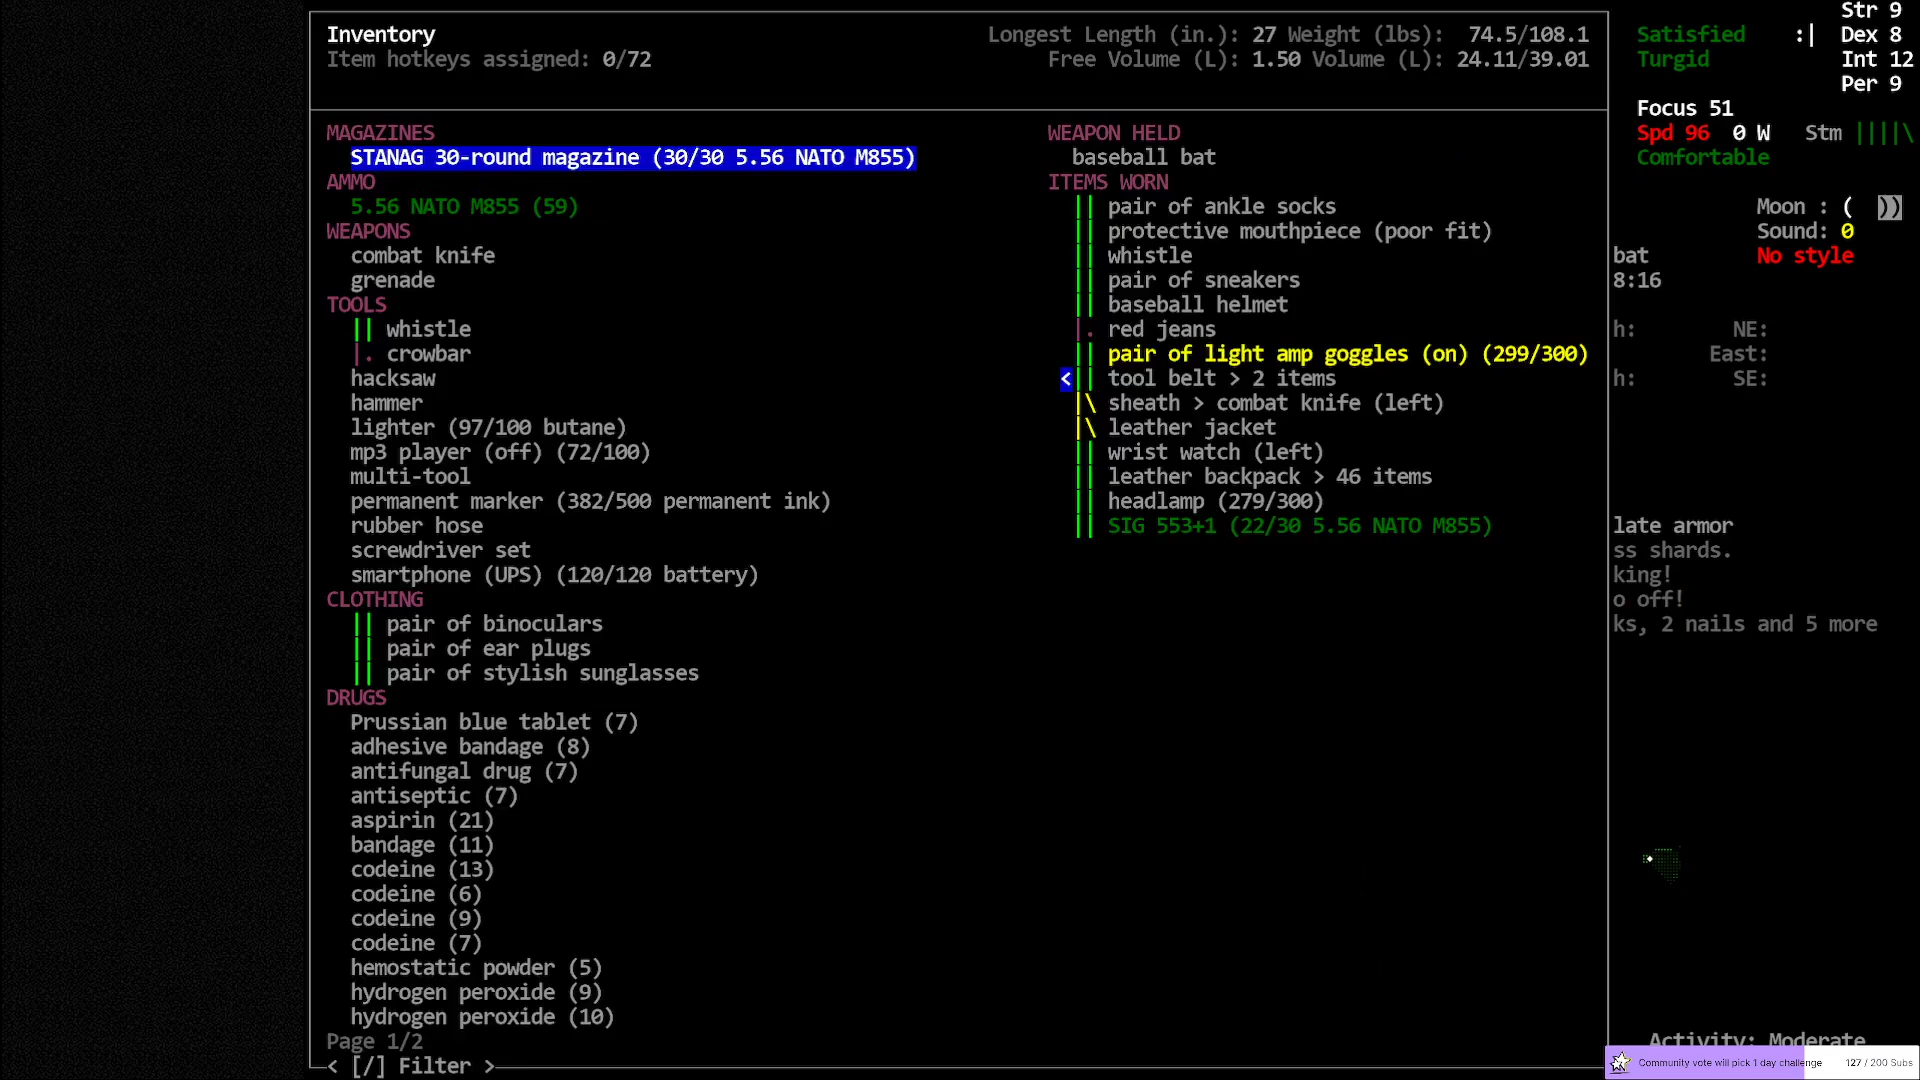 Inventory
Item hotkeys assigned: 0/72
Longest Length (in.): 27 Weight (lbs): 74.5/108.1
Free Volume (L): 1.50 Volume (L): 24.11/39.01
MAGAZINES
STANAG 30-round magazine (30/30 5.56 NATO M855)
AMMO
5.56 NATO M855 (59)
WEAPONS
combat knife
grenade
TOOLS
|| whistle
|. crowbar
hacksaw
hammer
lighter (97/100 butane)
mp3 player (off) (72/100)
multi-tool
permanent marker (382/500 permanent ink)
rubber hose
screwdriver set
smartphone (UPS) (120/120 battery)
CLOTHING
|| pair of binoculars
|| pair of ear plugs
|| pair of stylish sunglasses
DRUGS
Prussian blue tablet (7)
adhesive bandage (8)
antifungal drug (7)
antiseptic (7)
aspirin (21)
bandage (11)
codeine (13)
codeine (6)
codeine (9)
codeine (7)
hemostatic powder (5)
hydrogen peroxide (9)
hydrogen peroxide (10)
Page 1/2
< [/] Filter >
WEAPON HELD
baseball bat
ITEMS WORN
|| pair of ankle socks
|| protective mouthpiece (poor fit)
|| whistle
|| pair of sneakers
|| baseball helmet
|. red jeans
|| pair of light amp goggles (on) (299/300)
< || tool belt > 2 items
|\ sheath > combat knife (left)
|\ leather jacket
|| wrist watch (left)
|| leather backpack > 46 items
|| headlamp (279/300)
|| SIG 553+1 (22/30 5.56 NATO M855)
Str 9
Satisfied :| Dex 8
Turgid Int 12
Per 9
Focus 51
Spd 96 0 W Stm ||||\
Comfortable
Moon : ( ))
Sound: 0
bat No style
8:16
h: NE:
East:
h: SE:
late armor
ss shards.
king!
o off!
ks, 2 nails and 5 more
Activity: Moderate
Community vote will pick 1 day challenge 127 / 200 Subs